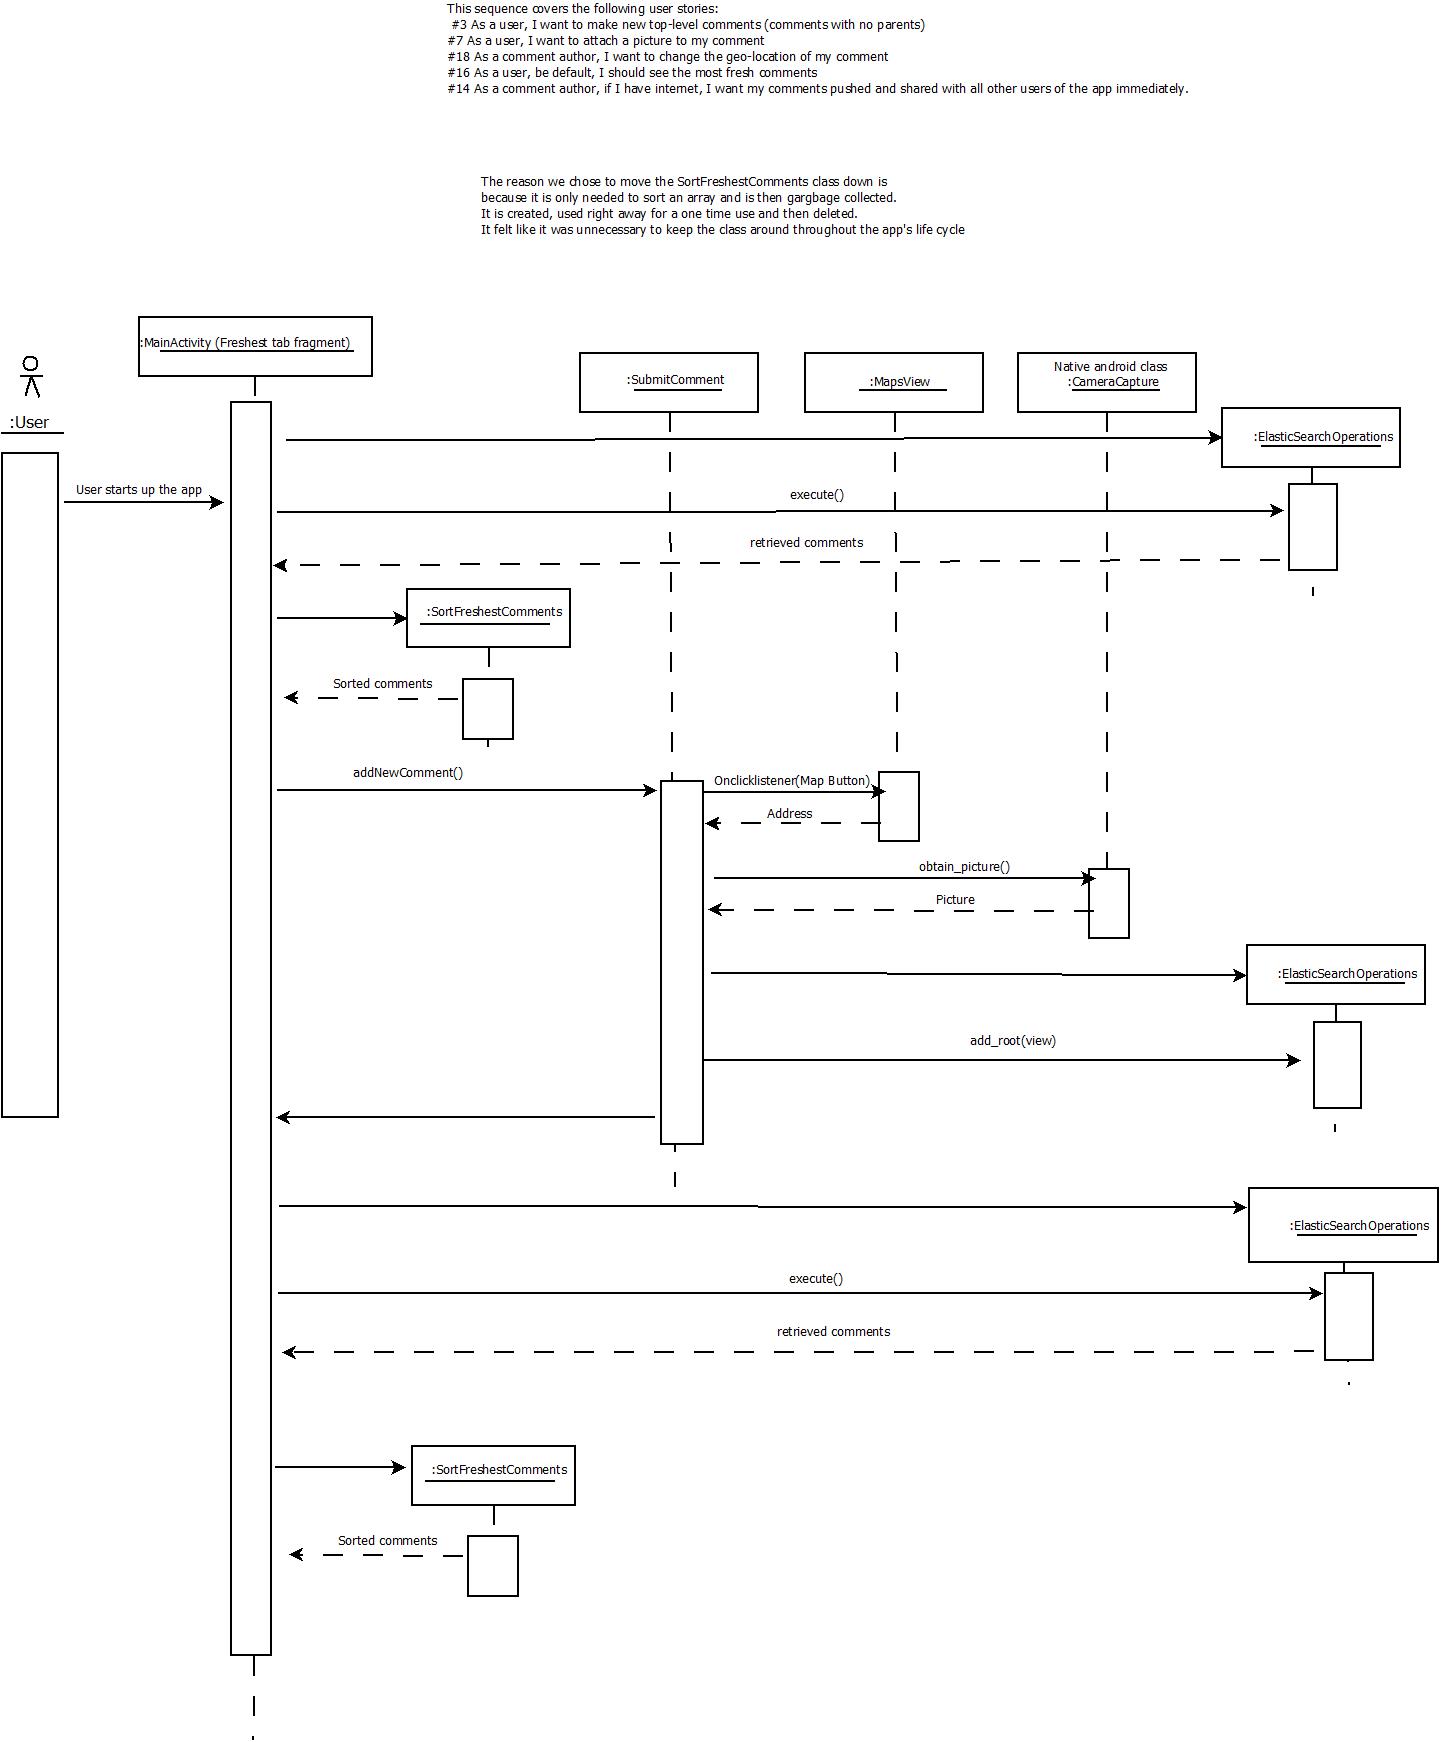 This sequence covers the following user stories:
#3 As a user, I want to make new top-level comments (comments with no parents)
#7 As a user, I want to attach a picture to my comment
#18 As a comment author, I want to change the geo-location of my comment
#16 As a user, be default, I should see the most fresh comments
#14 As a comment author, if I have internet, I want my comments pushed and shared with all other users of the app immediately.
The reason we chose to move the SortFreshestComments class down is
because it is only needed to sort an array and is then gargbage collected.
It is created, used right away for a one time use and then deleted.
It felt like it was unnecessary to keep the class around throughout the app's life cycle
:MainActivity (Freshest tab fragment)
:User
:SubmitComment
:MapsView
Native android class
:CameraCapture
:ElasticSearchOperations
User starts up the app
execute()
retrieved comments
:SortFreshestComments
Sorted comments
addNewComment()
Onclicklistener(Map Button)
Address
obtain_picture()
Picture
:ElasticSearchOperations
add_root(view)
:ElasticSearchOperations
execute()
retrieved comments
:SortFreshestComments
Sorted comments